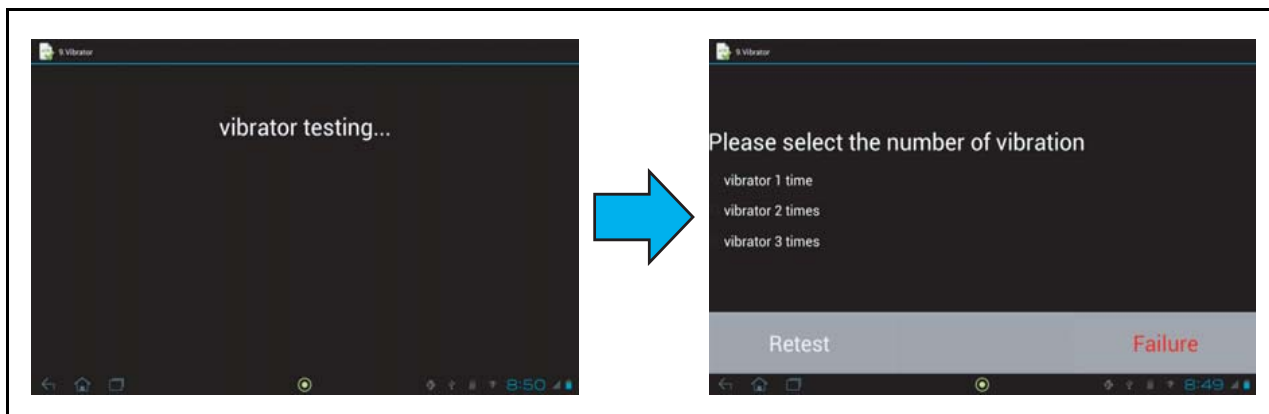 9.Vibrator
vibrator testing...
8:50
9.Vibrator
Please select the number of vibration
vibrator 1 time
vibrator 2 times
vibrator 3 times
Retest
Failure
8:49